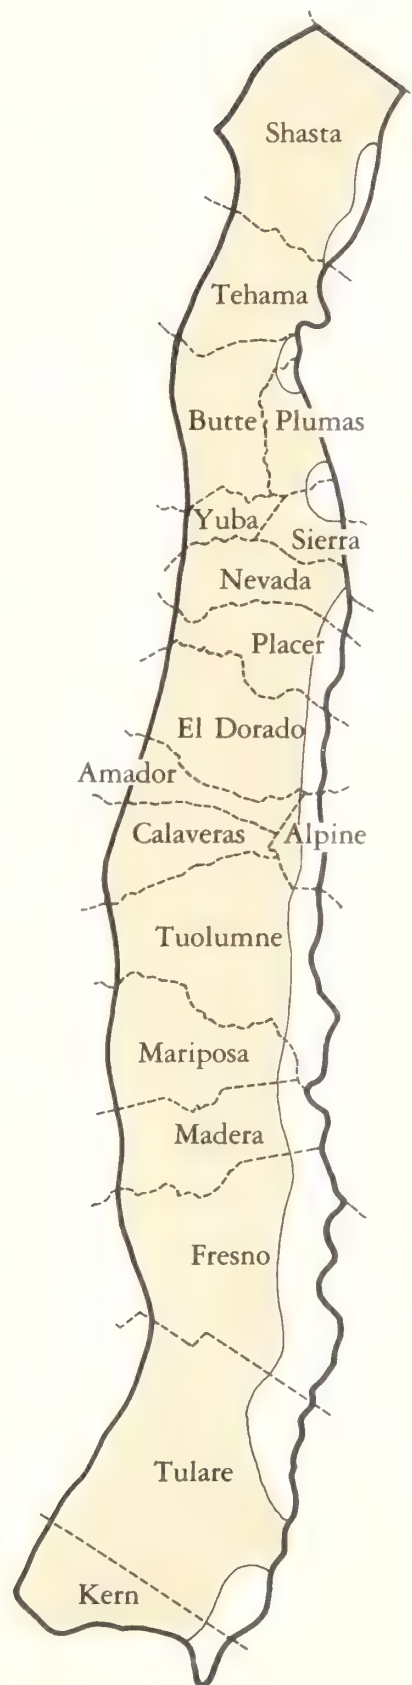 Shasta
Tehama
Butte Plumas
Yuba
Sierra
Nevada
Placer
El Dorado
Amador
Calaveras Alpine
Tuolumne
Mariposa
Madera
Fresno
Tulare
Kern